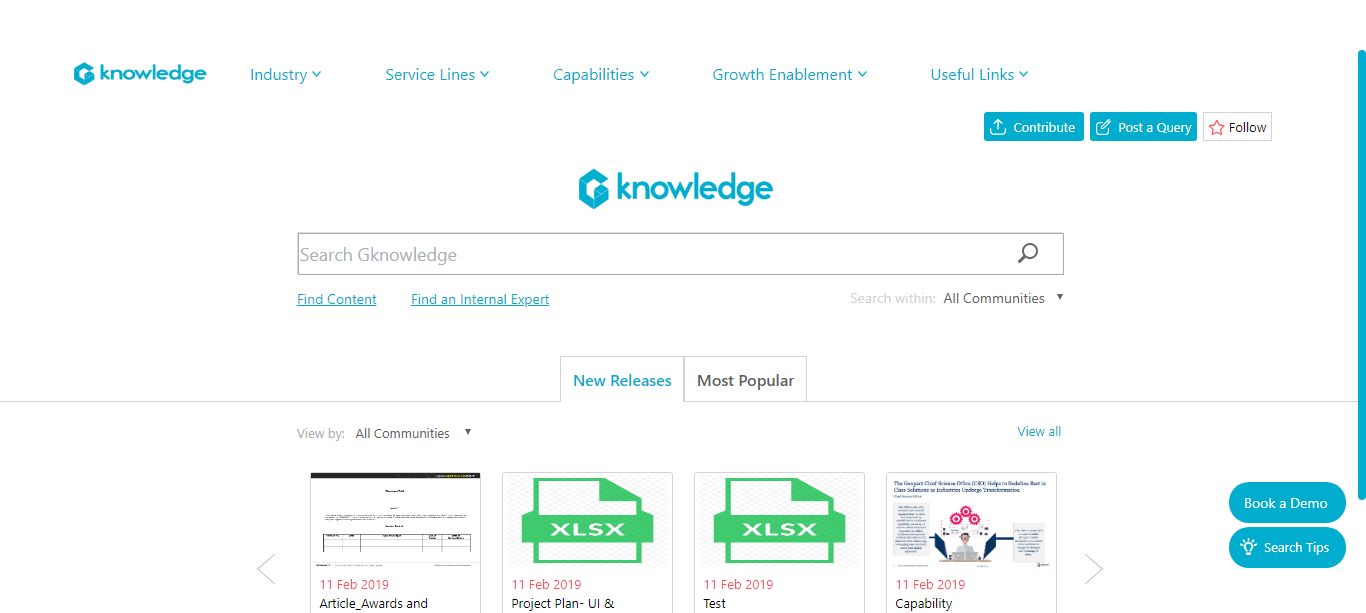 knowledge
Industry
Service Lines
Capabilities
Growth Enablement
Useful Links
Contribute
Post a Query
Follow
knowledge
Search Gknowledge
Find Content
Find an Internal Expert
Search within: All Communities
New Releases
Most Popular
View by: All Communities
View all
XLSX
XLSX
The Genpact Chief Science Office (CSO) Helps to Redefine Best in
Class Solutions as Industries Undergo Transformation
Book a Demo
Search Tips
11 Feb 2019
Article_Awards and
11 Feb 2019
Project Plan- UI &
11 Feb 2019
Test
11 Feb 2019
Capability